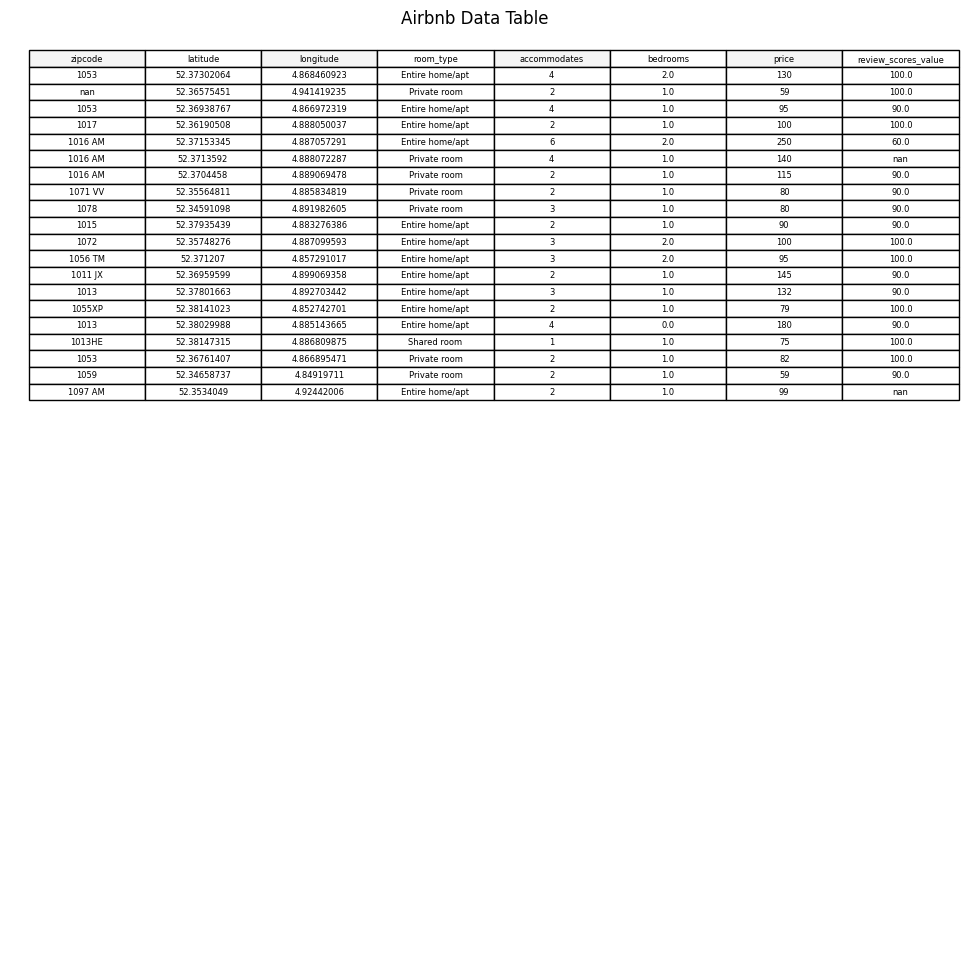 Airbnb Data Table
zipcode latitude longitude room_type accommodates bedrooms price review_scores_value
1053 52.37302064 4.868460923 Entire home/apt 4 2.0 130 100.0
nan 52.36575451 4.941419235 Private room 2 1.0 59 100.0
1053 52.36938767 4.866972319 Entire home/apt 4 1.0 95 90.0
1017 52.36190508 4.888050037 Entire home/apt 2 1.0 100 100.0
1016 AM 52.37153345 4.887057291 Entire home/apt 6 2.0 250 60.0
1016 AM 52.3713592 4.888072287 Private room 4 1.0 140 nan
1016 AM 52.3704458 4.889069478 Private room 2 1.0 115 90.0
1071 VV 52.35564811 4.885834819 Private room 2 1.0 80 90.0
1078 52.34591098 4.891982605 Private room 3 1.0 80 90.0
1015 52.37935439 4.883276386 Entire home/apt 2 1.0 90 90.0
1072 52.35748276 4.887099593 Entire home/apt 3 2.0 100 100.0
1056 TM 52.371207 4.857291017 Entire home/apt 3 2.0 95 100.0
1011 JX 52.36959599 4.899069358 Entire home/apt 2 1.0 145 90.0
1013 52.37801663 4.892703442 Entire home/apt 3 1.0 132 90.0
1055XP 52.38141023 4.852742701 Entire home/apt 2 1.0 79 100.0
1013 52.38029988 4.885143665 Entire home/apt 4 0.0 180 90.0
1013HE 52.38147315 4.886809875 Shared room 1 1.0 75 100.0
1053 52.36761407 4.866895471 Private room 2 1.0 82 100.0
1059 52.34658737 4.84919711 Private room 2 1.0 59 90.0
1097 AM 52.3534049 4.92442006 Entire home/apt 2 1.0 99 nan